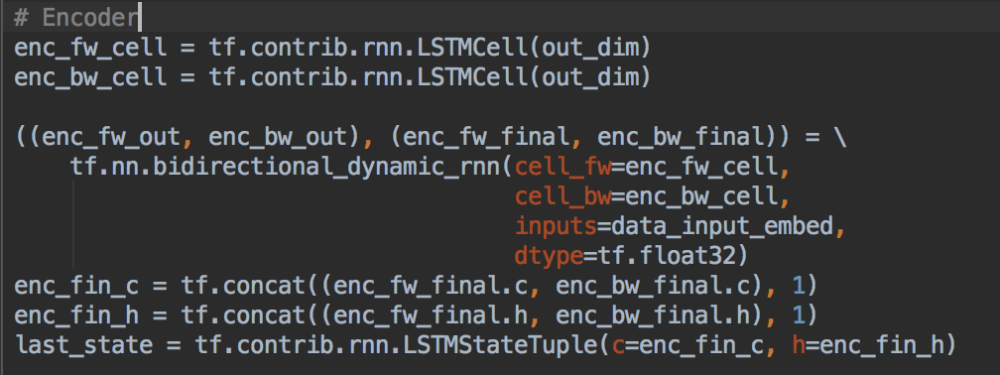 # Encoder
enc_fw_cell = tf.contrib.rnn.LSTMCell(out_dim)
enc_bw_cell = tf.contrib.rnn.LSTMCell(out_dim)
((enc_fw_out, enc_bw_out), (enc_fw_final, enc_bw_final)) = \
    tf.nn.bidirectional_dynamic_rnn(cell_fw=enc_fw_cell,
                                    cell_bw=enc_bw_cell,
                                    inputs=data_input_embed,
                                    dtype=tf.float32)
enc_fin_c = tf.concat((enc_fw_final.c, enc_bw_final.c), 1)
enc_fin_h = tf.concat((enc_fw_final.h, enc_bw_final.h), 1)
last_state = tf.contrib.rnn.LSTMStateTuple(c=enc_fin_c, h=enc_fin_h)